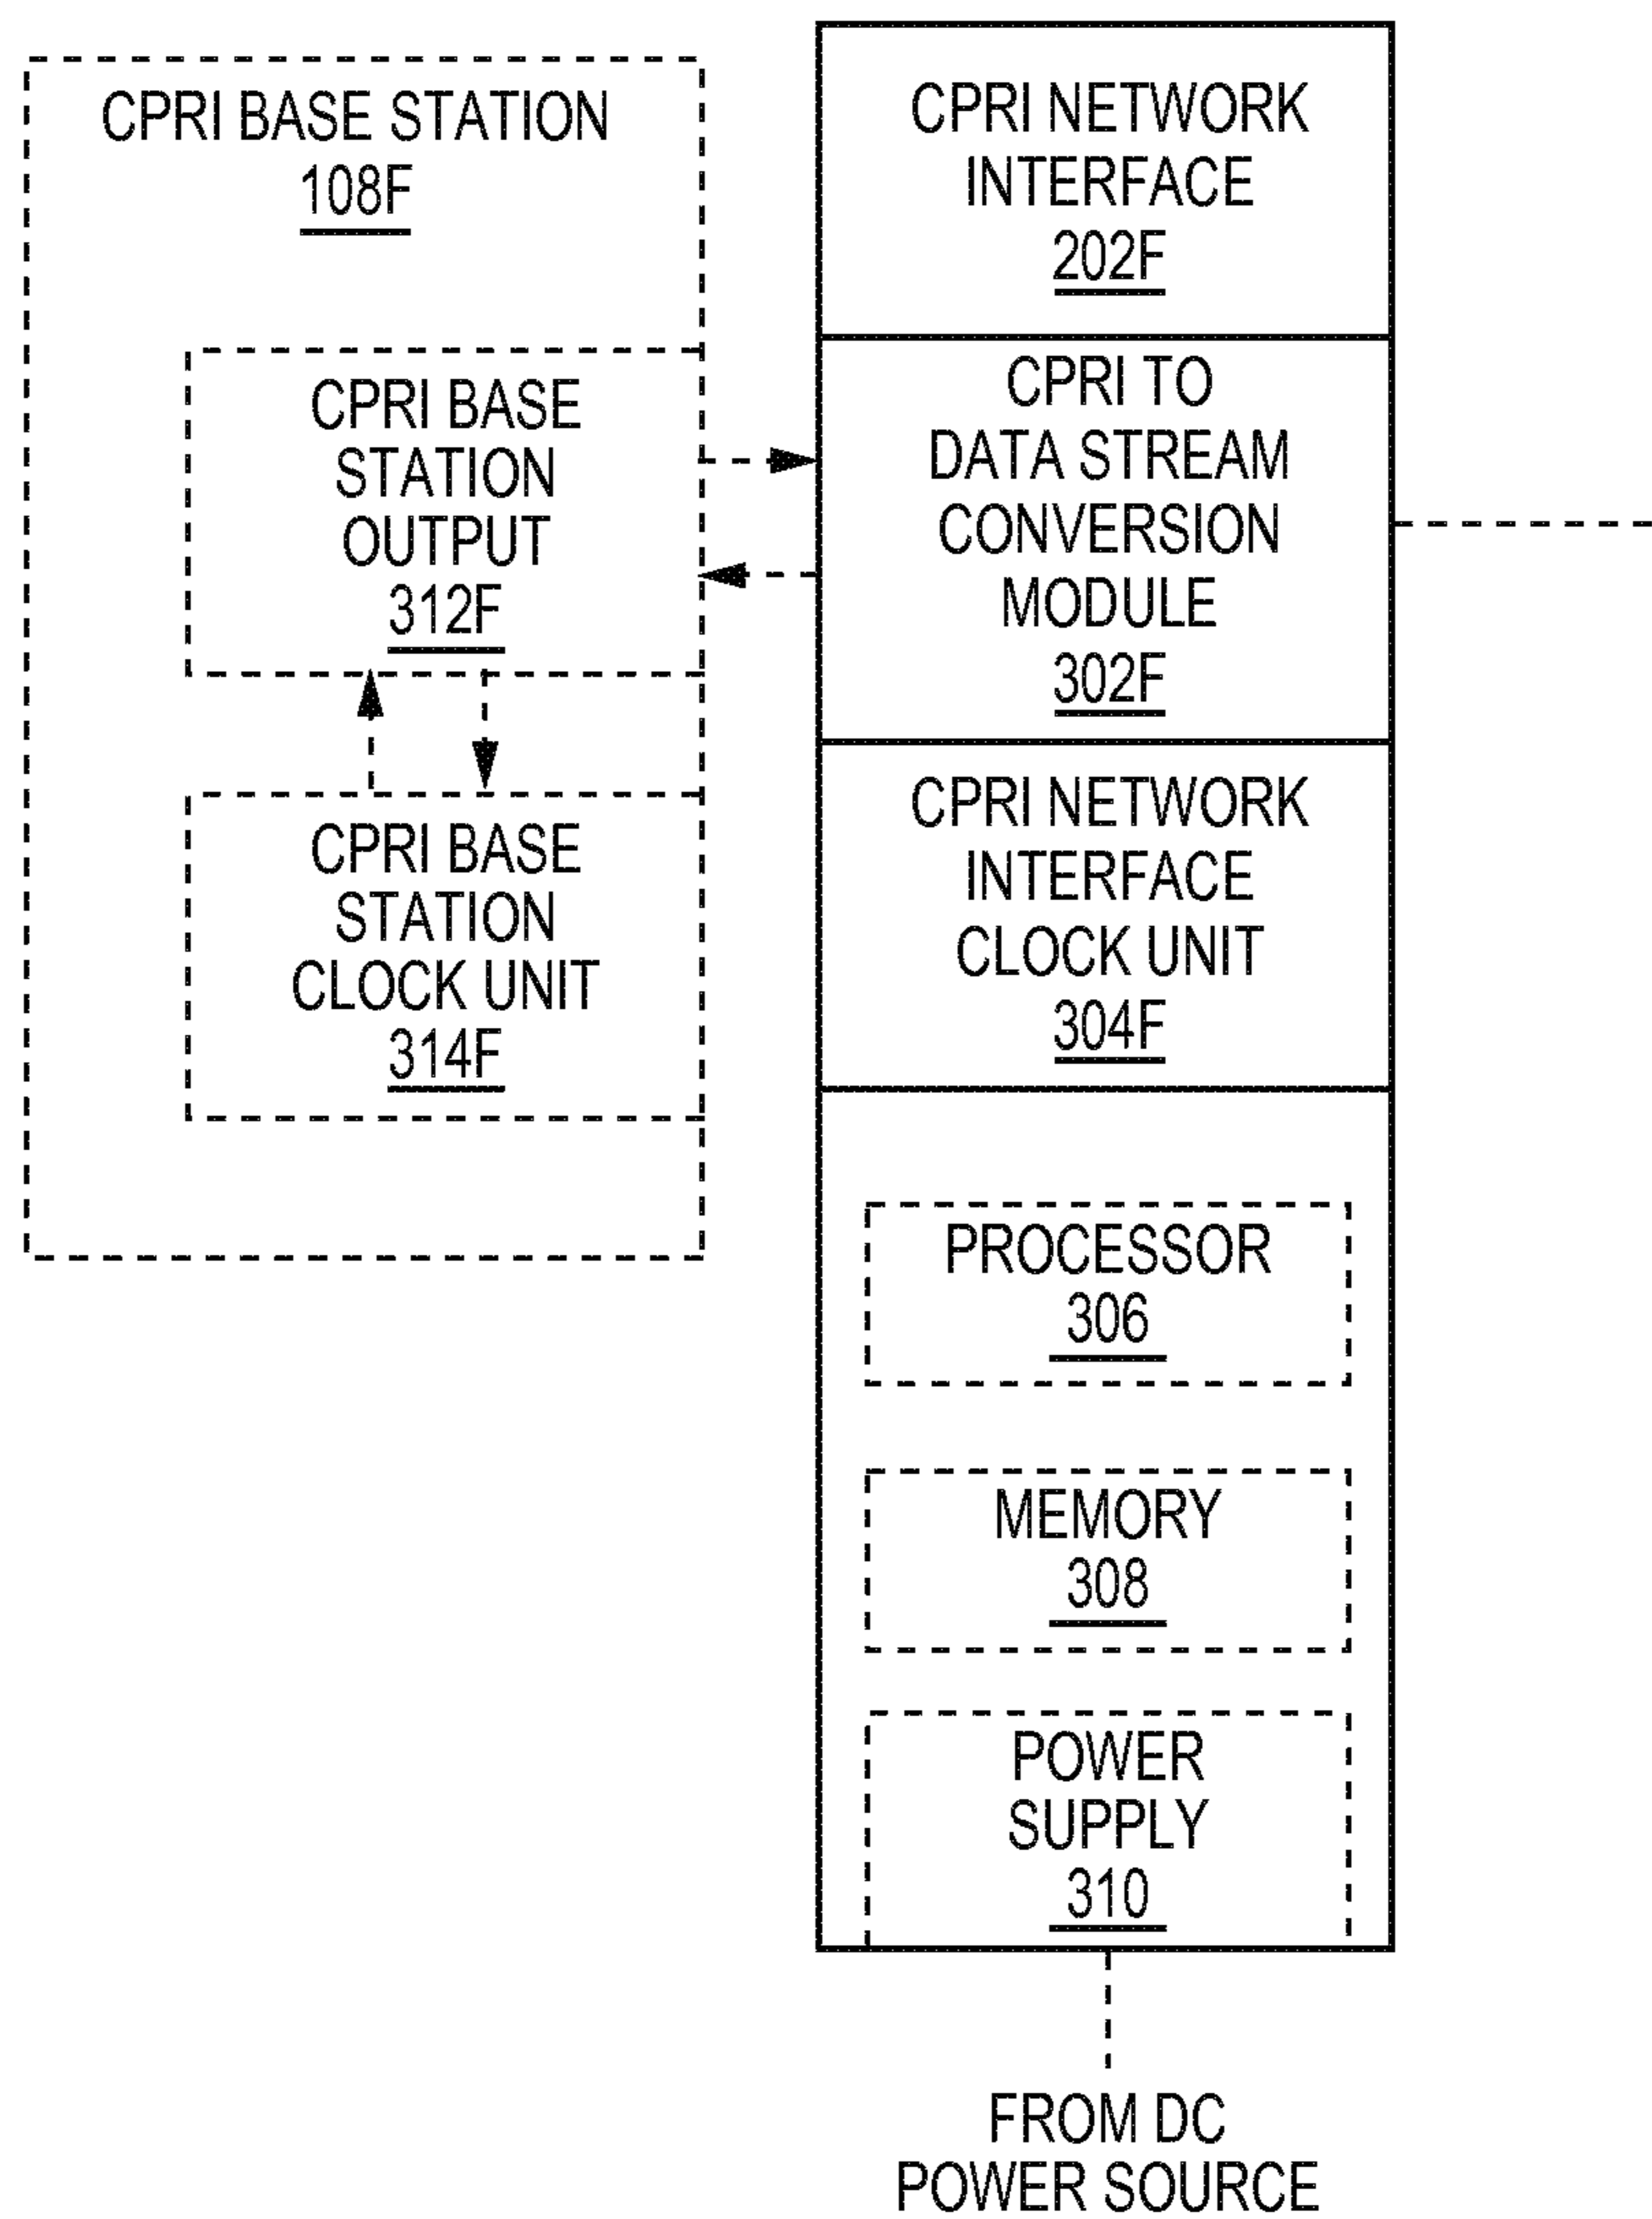 CPRI BASE STATION
108F
CPRI BASE
STATION
OUTPUT
312F
CPRI BASE
STATION
CLOCK UNIT
314F
CPRI NETWORK
INTERFACE
202F
CPRI TO
DATA STREAM
CONVERSION
MODULE
302F
CPRI NETWORK
INTERFACE
CLOCK UNIT
304F
PROCESSOR
306
MEMORY
308
POWER
SUPPLY
310
FROM DC
POWER SOURCE